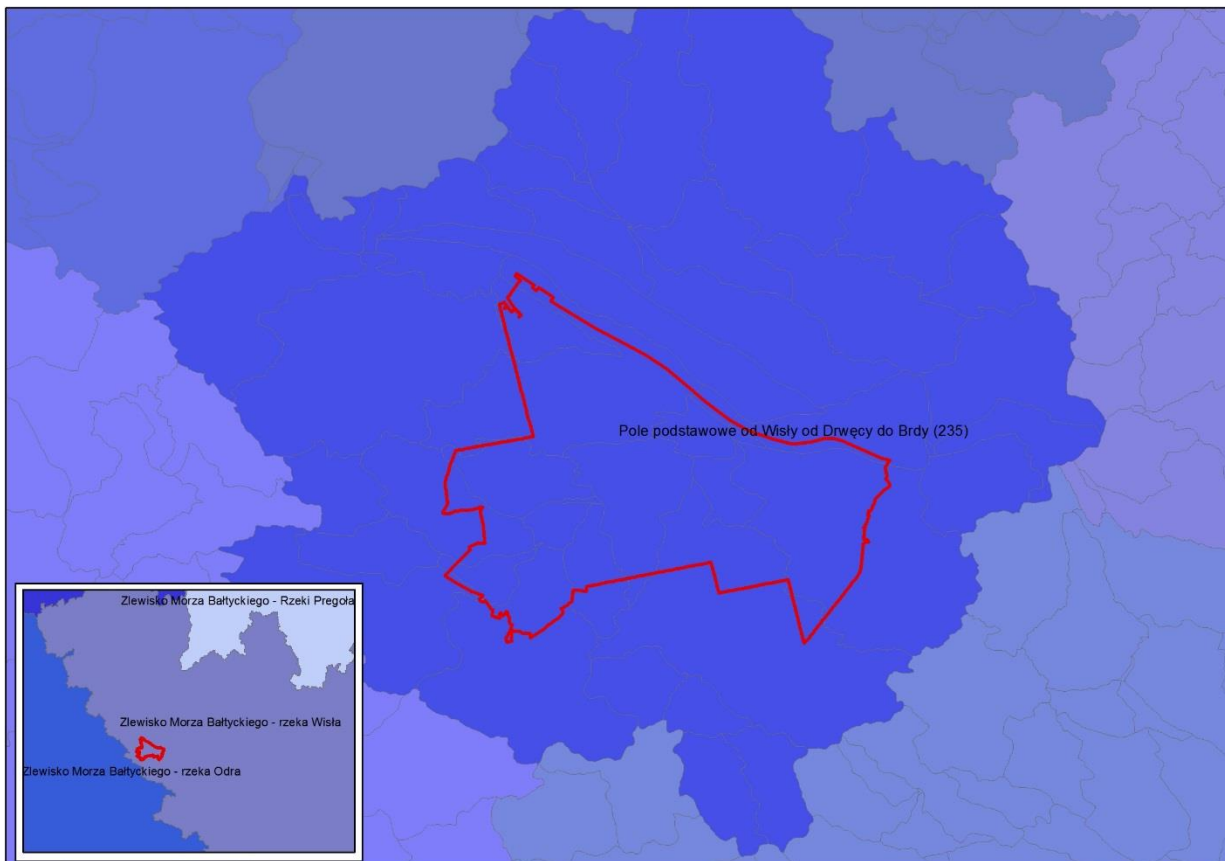 Pole podstawowe od Wisły od Drwęcy do Brdy (235)
Zlewisko Morza Bałtyckiego - Rzeki Pregoła
Zlewisko Morza Bałtyckiego - rzeka Wisła
Zlewisko Morza Bałtyckiego - rzeka Odra